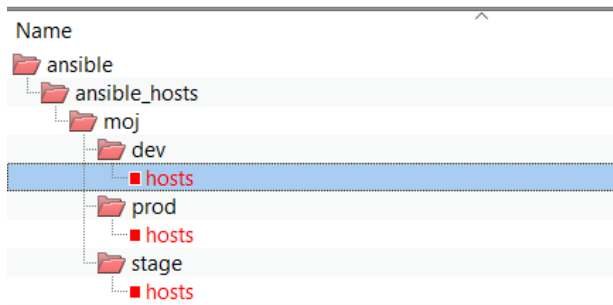 Name
ansible
ansible_hosts
moj
dev
hosts
prod
hosts
stage
hosts